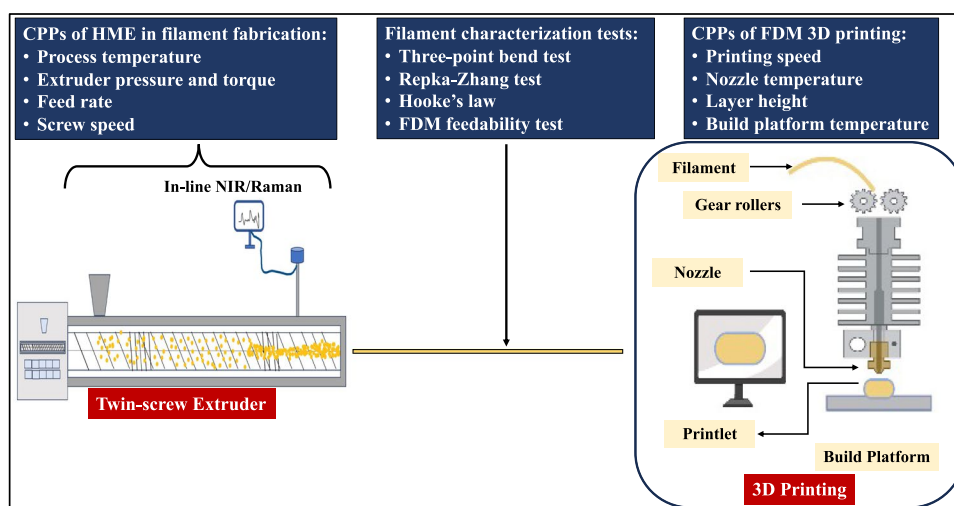 CPPs of HME in filament fabrication:
• Process temperature
• Extruder pressure and torque
• Feed rate
• Screw speed
Filament characterization tests:
• Three-point bend test
• Repka-Zhang test
• Hooke's law
• FDM feedability test
CPPs of FDM 3D printing:
• Printing speed
• Nozzle temperature
• Layer height
• Build platform temperature
In-line NIR/Raman
Twin-screw Extruder
Filament
Gear rollers
Nozzle
Printlet
Build Platform
3D Printing